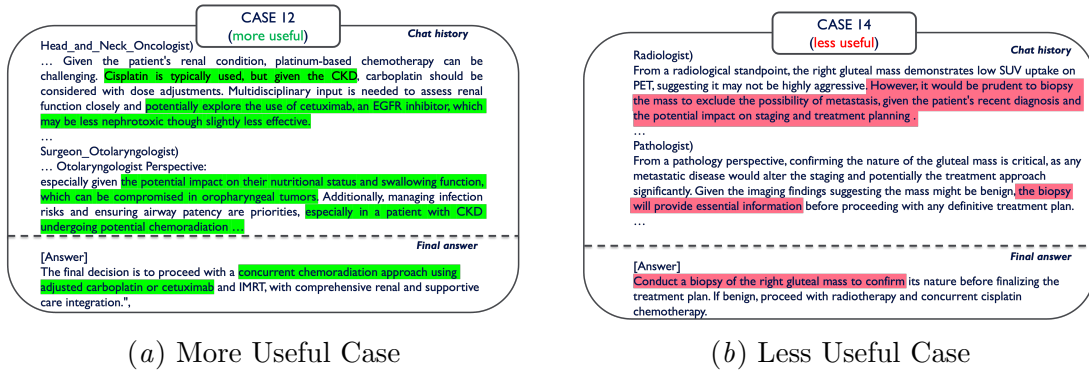 CASE 12
(more useful)
Chat history
Head_and_Neck_Oncologist)
… Given the patient's renal condition, platinum-based chemotherapy can be
challenging. Cisplatin is typically used, but given the CKD, carboplatin should be
considered with dose adjustments. Multidisciplinary input is needed to assess renal
function closely and potentially explore the use of cetuximab, an EGFR inhibitor, which
may be less nephrotoxic though slightly less effective.
…
Surgeon_Otolaryngologist)
… Otolaryngologist Perspective:
especially given the potential impact on their nutritional status and swallowing function,
which can be compromised in oropharyngeal tumors. Additionally, managing infection
risks and ensuring airway patency are priorities, especially in a patient with CKD
undergoing potential chemoradiation …
Final answer
[Answer]
The final decision is to proceed with a concurrent chemoradiation approach using
adjusted carboplatin or cetuximab and IMRT, with comprehensive renal and supportive
care integration.",
(a) More Useful Case
CASE 14
(less useful)
Chat history
Radiologist)
From a radiological standpoint, the right gluteal mass demonstrates low SUV uptake on
PET, suggesting it may not be highly aggressive. However, it would be prudent to biopsy
the mass to exclude the possibility of metastasis, given the patient's recent diagnosis and
the potential impact on staging and treatment planning .
…
Pathologist)
From a pathology perspective, confirming the nature of the gluteal mass is critical, as any
metastatic disease would alter the staging and potentially the treatment approach
significantly. Given the imaging findings suggesting the mass might be benign, the biopsy
will provide essential information before proceeding with any definitive treatment plan.
…
Final answer
[Answer]
Conduct a biopsy of the right gluteal mass to confirm its nature before finalizing the
treatment plan. If benign, proceed with radiotherapy and concurrent cisplatin
chemotherapy.
(b) Less Useful Case